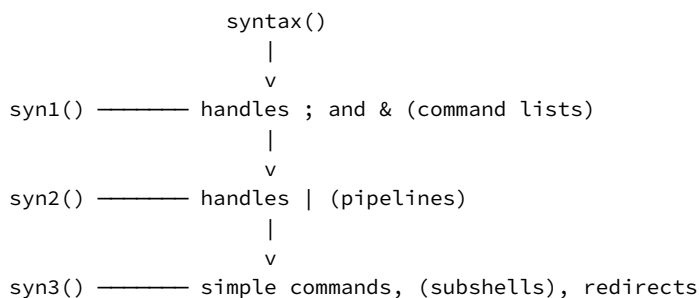 syntax()
|
v
syn1() ─────── handles ; and & (command lists)
|
v
syn2() ─────── handles | (pipelines)
|
v
syn3() ─────── simple commands, (subshells), redirects